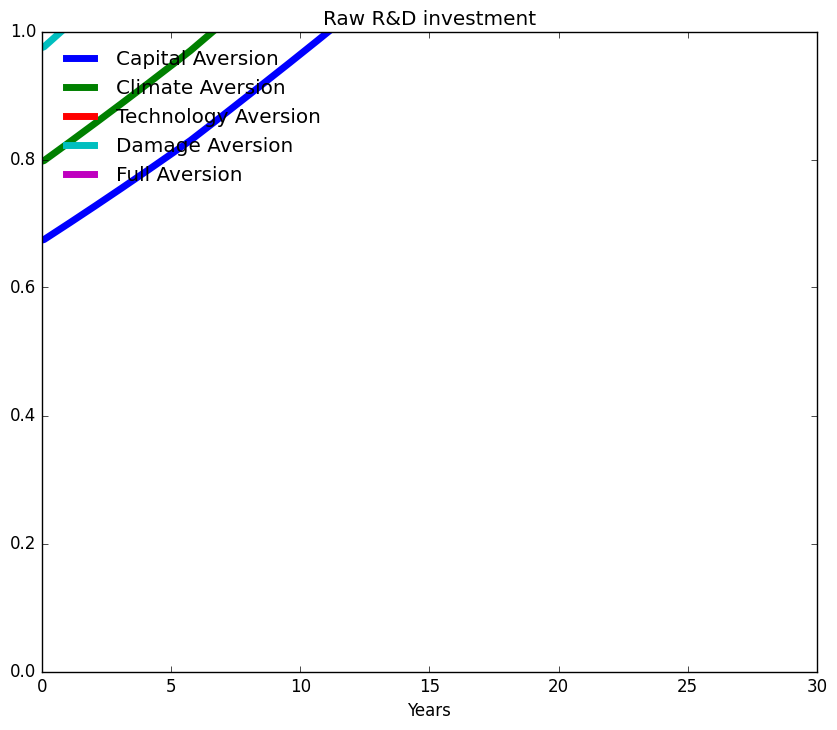 Raw R&D investment
1.0
Capital Aversion
Climate Aversion
Technology Aversion
Damage Aversion
Full Aversion
0.8
0.6
0.4
0.2
0.0
0 5 10 15 20 25 30
Years